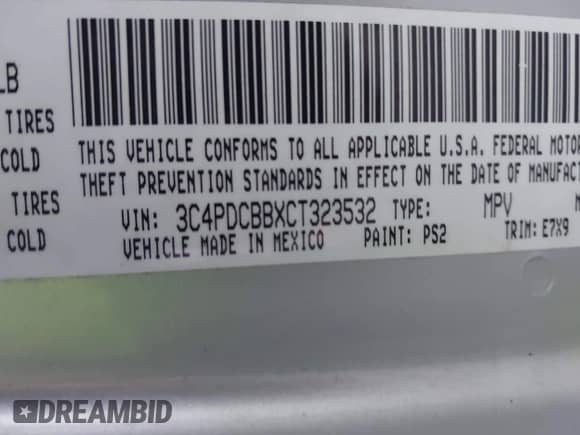 LB
TIRES
COLD
THIS VEHICLE CONFORMS TO ALL APPLICABLE U.S.A. FEDERAL MOTOR
THEFT PREVENTION STANDARDS IN EFFECT ON THE DATE OF MANUFAC
TIRES
COLD
VIN: 3C4PDCBBXCT323532 TYPE: MPV
VEHICLE MADE IN MEXICO PAINT: PS2 TRIM: E7X9
DREAMBID